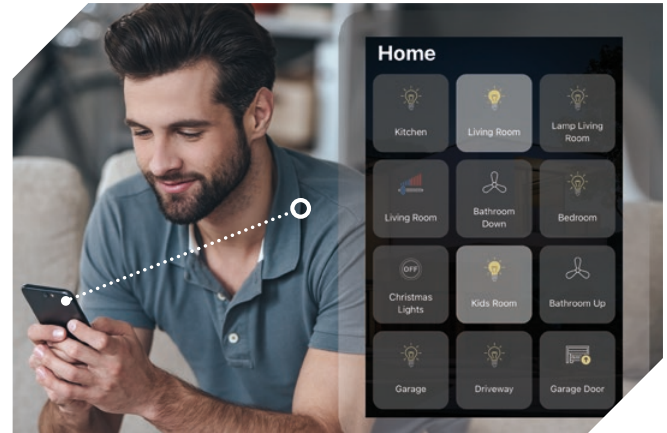 Home
Kitchen
Living Room
Lamp Living
Room
Living Room
Bathroom
Down
Bedroom
OFF
Christmas
Lights
Kids Room
Bathroom Up
Garage
Driveway
Garage Door